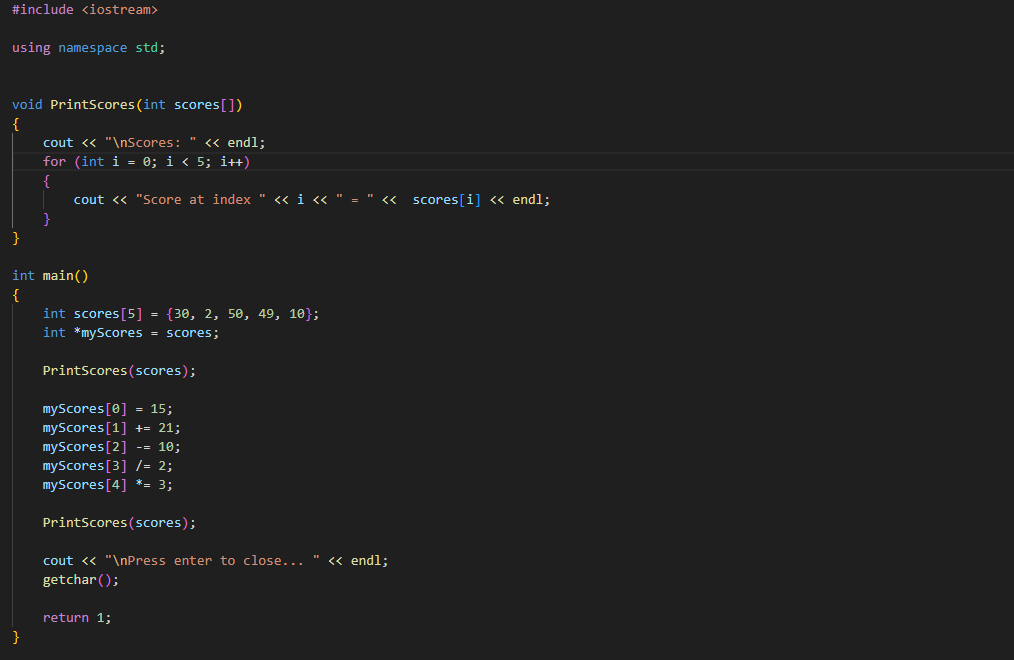 #include <iostream>
using namespace std;
void PrintScores(int scores[])
{
    cout << "\nScores: " << endl;
    for (int i = 0; i < 5; i++)
    {
        cout << "Score at index " << i << " = " <<  scores[i] << endl;
    }
}
int main()
{
    int scores[5] = {30, 2, 50, 49, 10};
    int *myScores = scores;
    PrintScores(scores);
    myScores[0] = 15;
    myScores[1] += 21;
    myScores[2] -= 10;
    myScores[3] /= 2;
    myScores[4] *= 3;
    PrintScores(scores);
    cout << "\nPress enter to close... " << endl;
    getchar();
    return 1;
}